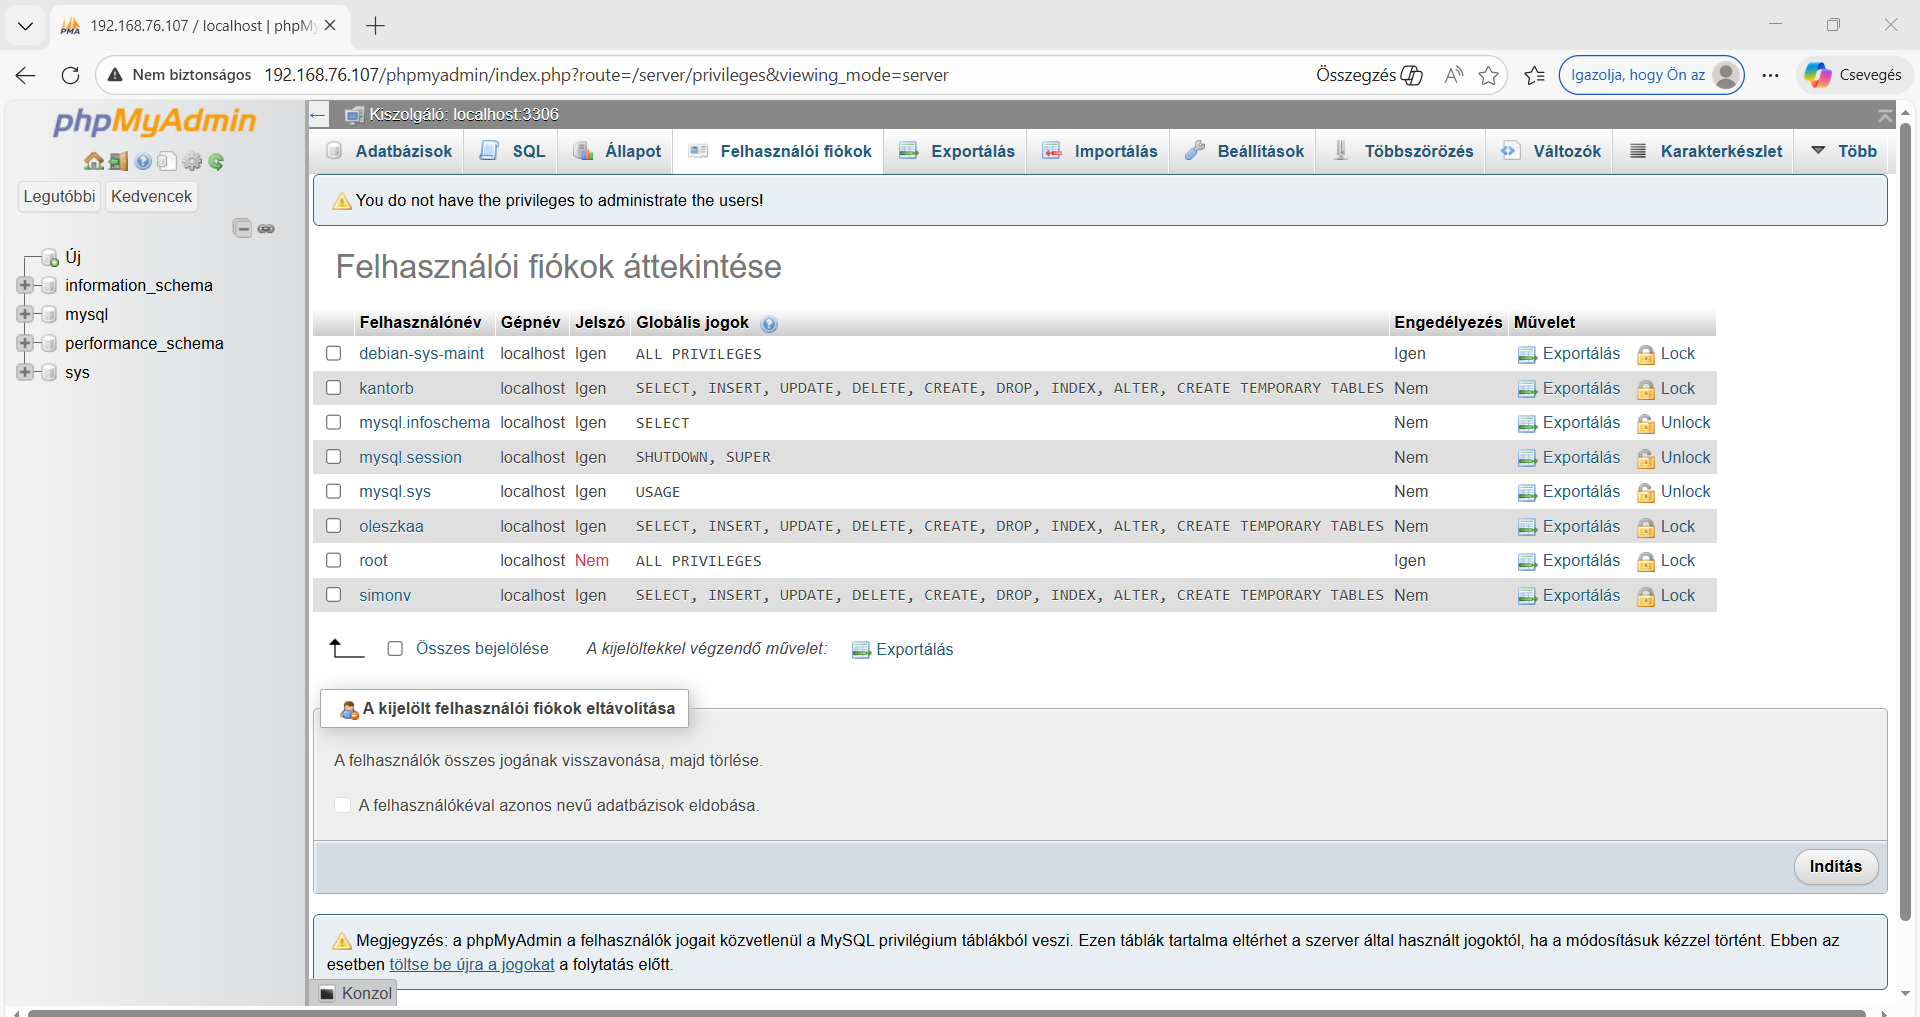 192.168.76.107 / localhost | phpMy
Nem biztonságos 192.168.76.107/phpmyadmin/index.php?route=/server/privileges&viewing_mode=server Összegzés Igazolja, hogy Ön az Csevegés
phpMyAdmin
Legutóbbi Kedvencek
Új
information_schema
mysql
performance_schema
sys
Kiszolgáló: localhost:3306
Adatbázisok SQL Állapot Felhasználói fiókok Exportálás Importálás Beállítások Többszörözés Változók Karakterkészlet Több
You do not have the privileges to administrate the users!
Felhasználói fiókok áttekintése
Felhasználónév Gépnév Jelszó Globális jogok Engedélyezés Művelet
debian-sys-maint localhost Igen ALL PRIVILEGES Igen Exportálás Lock
kantorb localhost Igen SELECT, INSERT, UPDATE, DELETE, CREATE, DROP, INDEX, ALTER, CREATE TEMPORARY TABLES Nem Exportálás Lock
mysql.infoschema localhost Igen SELECT Nem Exportálás Unlock
mysql.session localhost Igen SHUTDOWN, SUPER Nem Exportálás Unlock
mysql.sys localhost Igen USAGE Nem Exportálás Unlock
oleszkaa localhost Igen SELECT, INSERT, UPDATE, DELETE, CREATE, DROP, INDEX, ALTER, CREATE TEMPORARY TABLES Nem Exportálás Lock
root localhost Nem ALL PRIVILEGES Igen Exportálás Lock
simonv localhost Igen SELECT, INSERT, UPDATE, DELETE, CREATE, DROP, INDEX, ALTER, CREATE TEMPORARY TABLES Nem Exportálás Lock
Összes bejelölése A kijelöltekkel végzendő művelet: Exportálás
A kijelölt felhasználói fiókok eltávolítása
A felhasználók összes jogának visszavonása, majd törlése.
A felhasználókéval azonos nevű adatbázisok eldobása.
Indítás
Megjegyzés: a phpMyAdmin a felhasználók jogait közvetlenül a MySQL privilégium táblákból veszi. Ezen táblák tartalma eltérhet a szerver által használt jogoktól, ha a módosításuk kézzel történt. Ebben az
esetben töltse be újra a jogokat a folytatás előtt.
Konzol